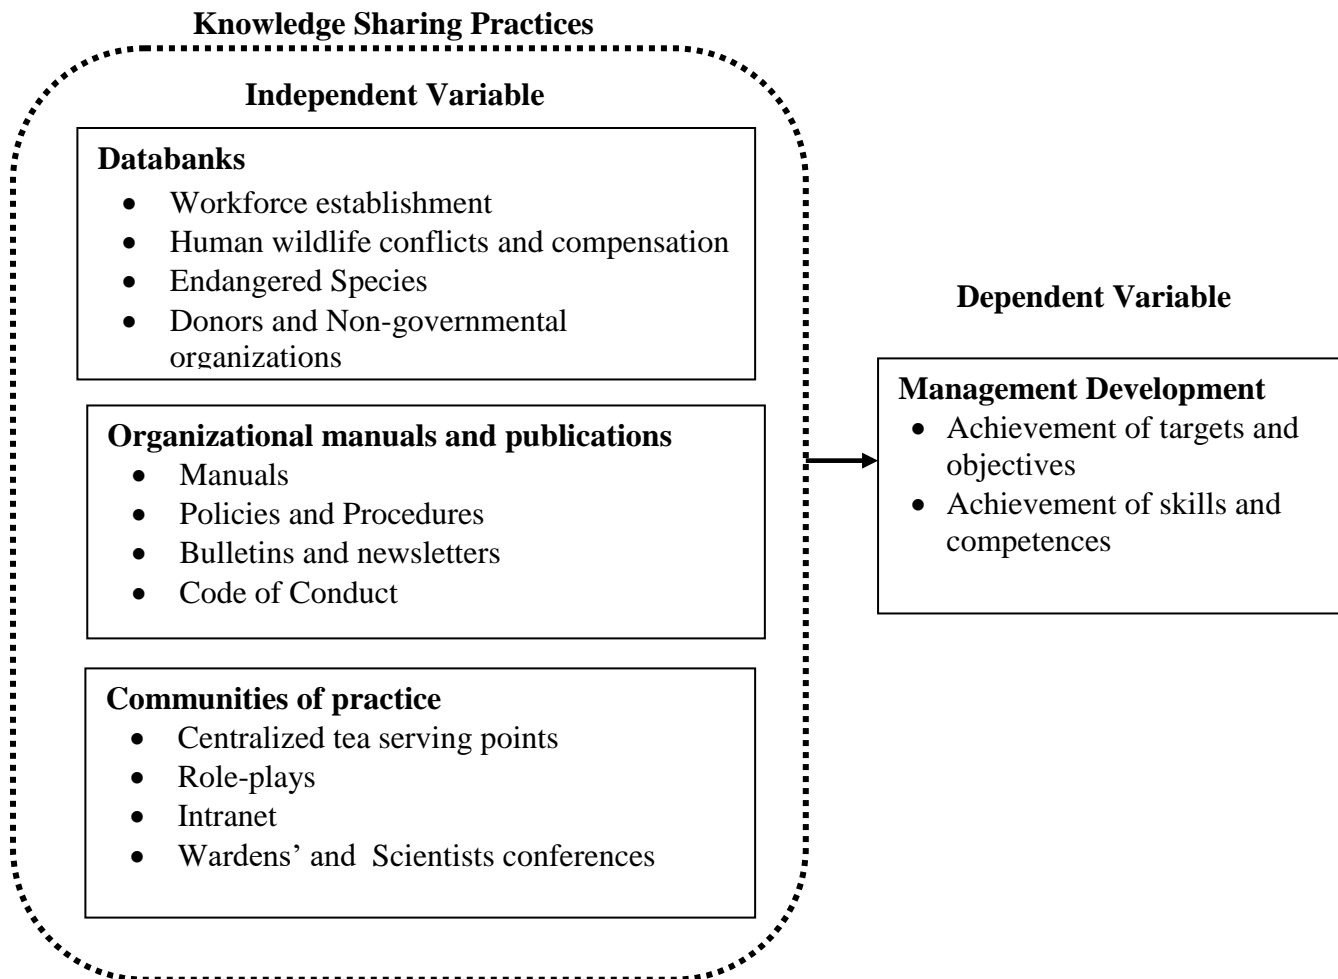 Knowledge Sharing Practices
Independent Variable
Databanks
• Workforce establishment
• Human wildlife conflicts and compensation
• Endangered Species
• Donors and Non-governmental
organizations
Organizational manuals and publications
• Manuals
• Policies and Procedures
• Bulletins and newsletters
• Code of Conduct
Communities of practice
• Centralized tea serving points
• Role-plays
• Intranet
• Wardens’ and Scientists conferences
Dependent Variable
Management Development
• Achievement of targets and
objectives
• Achievement of skills and
competences